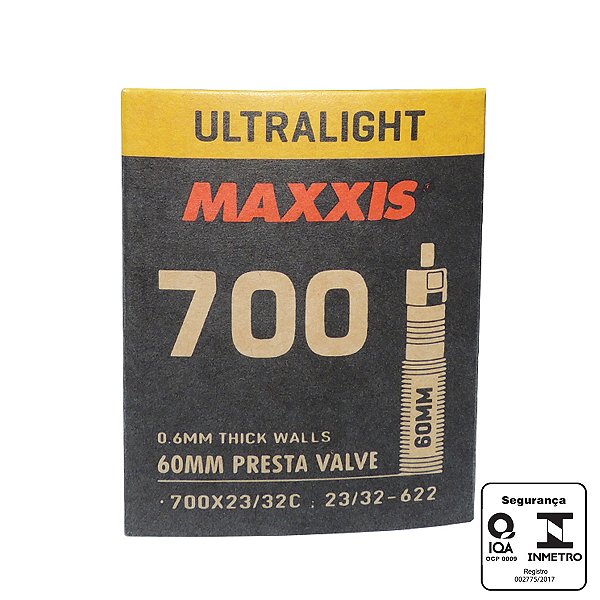 ULTRALIGHT
MAXXIS
700
60MM
0.6MM THICK WALLS
60MM PRESTA VALVE
· 700X23/32C ; 23/32-622
Segurança
IQA
OCP 0009
INMETRO
Registro
002775/2017